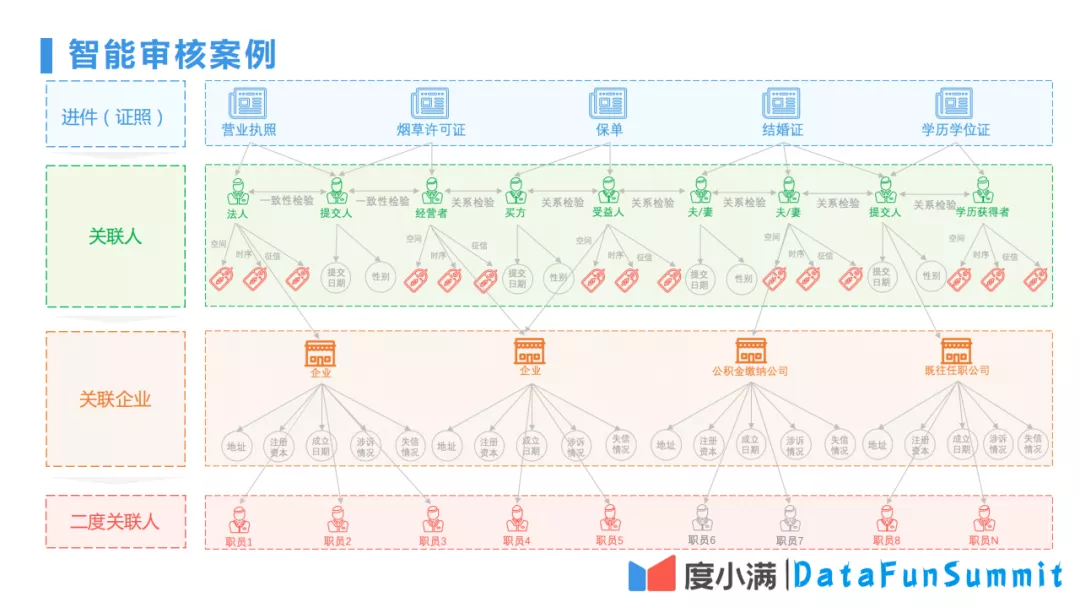 智能审核案例
进件（证照）
营业执照
烟草许可证
保单
结婚证
学历学位证
关联人
法人
一致性检验
提交人
一致性检验
经营者
关系检验
买方
关系检验
受益人
关系检验
夫/妻
关系检验
夫/妻
关系检验
提交人
关系检验
学历获得者
空间
时序
征信
提交
日期
性别
空间
时序
征信
提交
日期
性别
空间
时序
征信
提交
日期
性别
空间
时序
征信
提交
日期
性别
空间
时序
征信
关联企业
企业
企业
公积金缴纳公司
既往任职公司
地址
注册
资本
成立
日期
涉诉
情况
失信
情况
地址
注册
资本
成立
日期
涉诉
情况
失信
情况
地址
注册
资本
成立
日期
涉诉
情况
失信
情况
地址
注册
资本
成立
日期
涉诉
情况
失信
情况
二度关联人
职员1
职员2
职员3
职员4
职员5
职员6
职员7
职员8
职员N
度小满
DataFunSummit